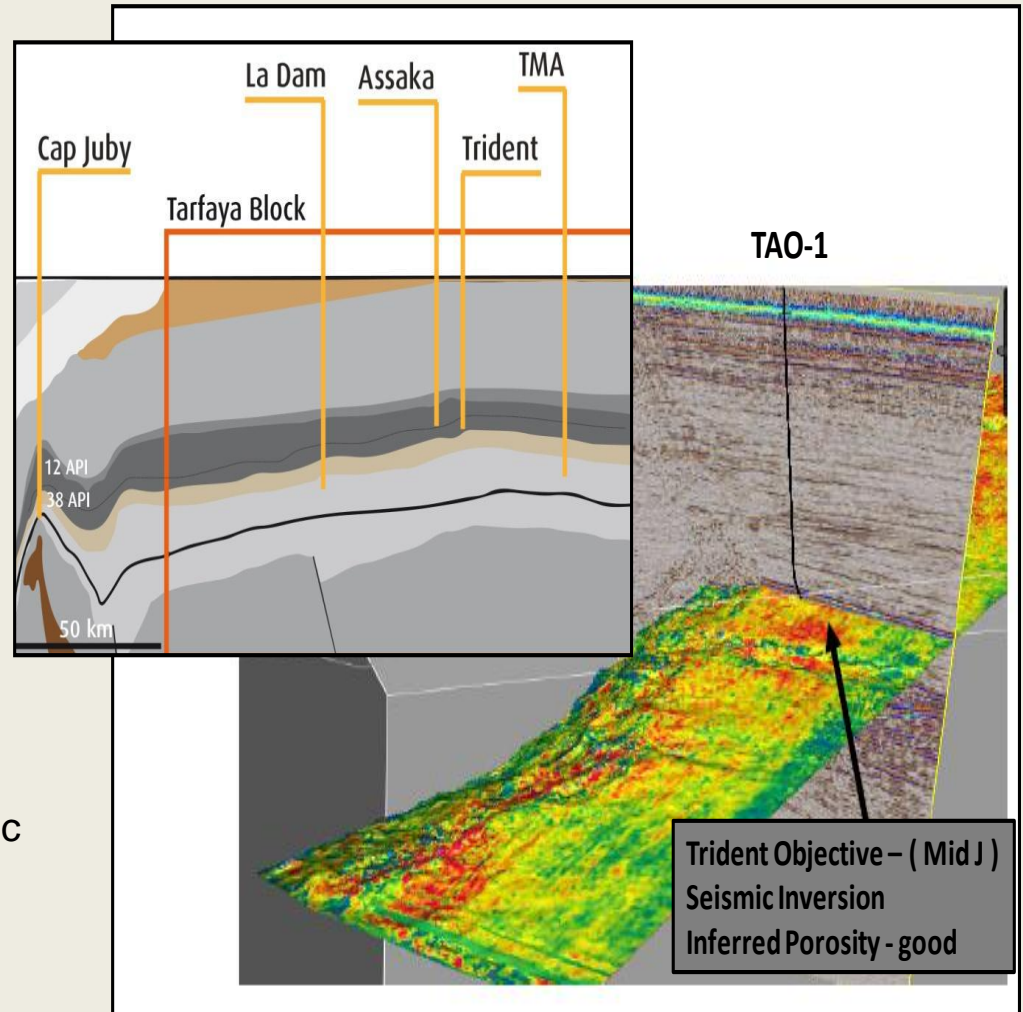 La Dam
Assaka
TMA
Cap Juby
Trident
Tarfaya Block
TAO-1
12 API
38 API
50 km
c
Trident Objective – ( Mid J )
Seismic Inversion
Inferred Porosity - good